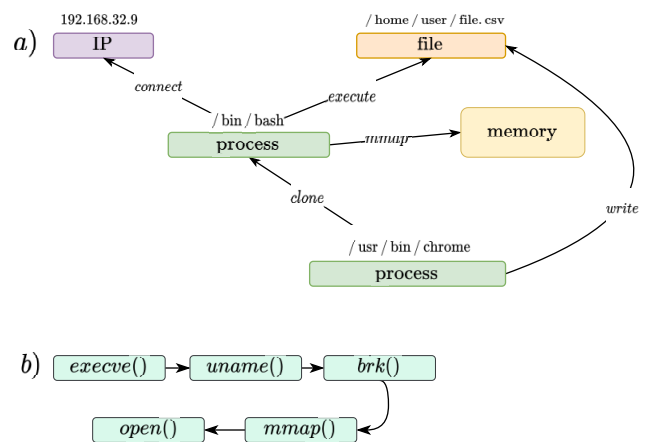 192.168.32.9
/ home / user / file. csv
a)
IP
file
connect
execute
/ bin / bash
process
mmap
memory
clone
write
/ usr / bin / chrome
process
b)
execve()
uname()
brk()
open()
mmap()